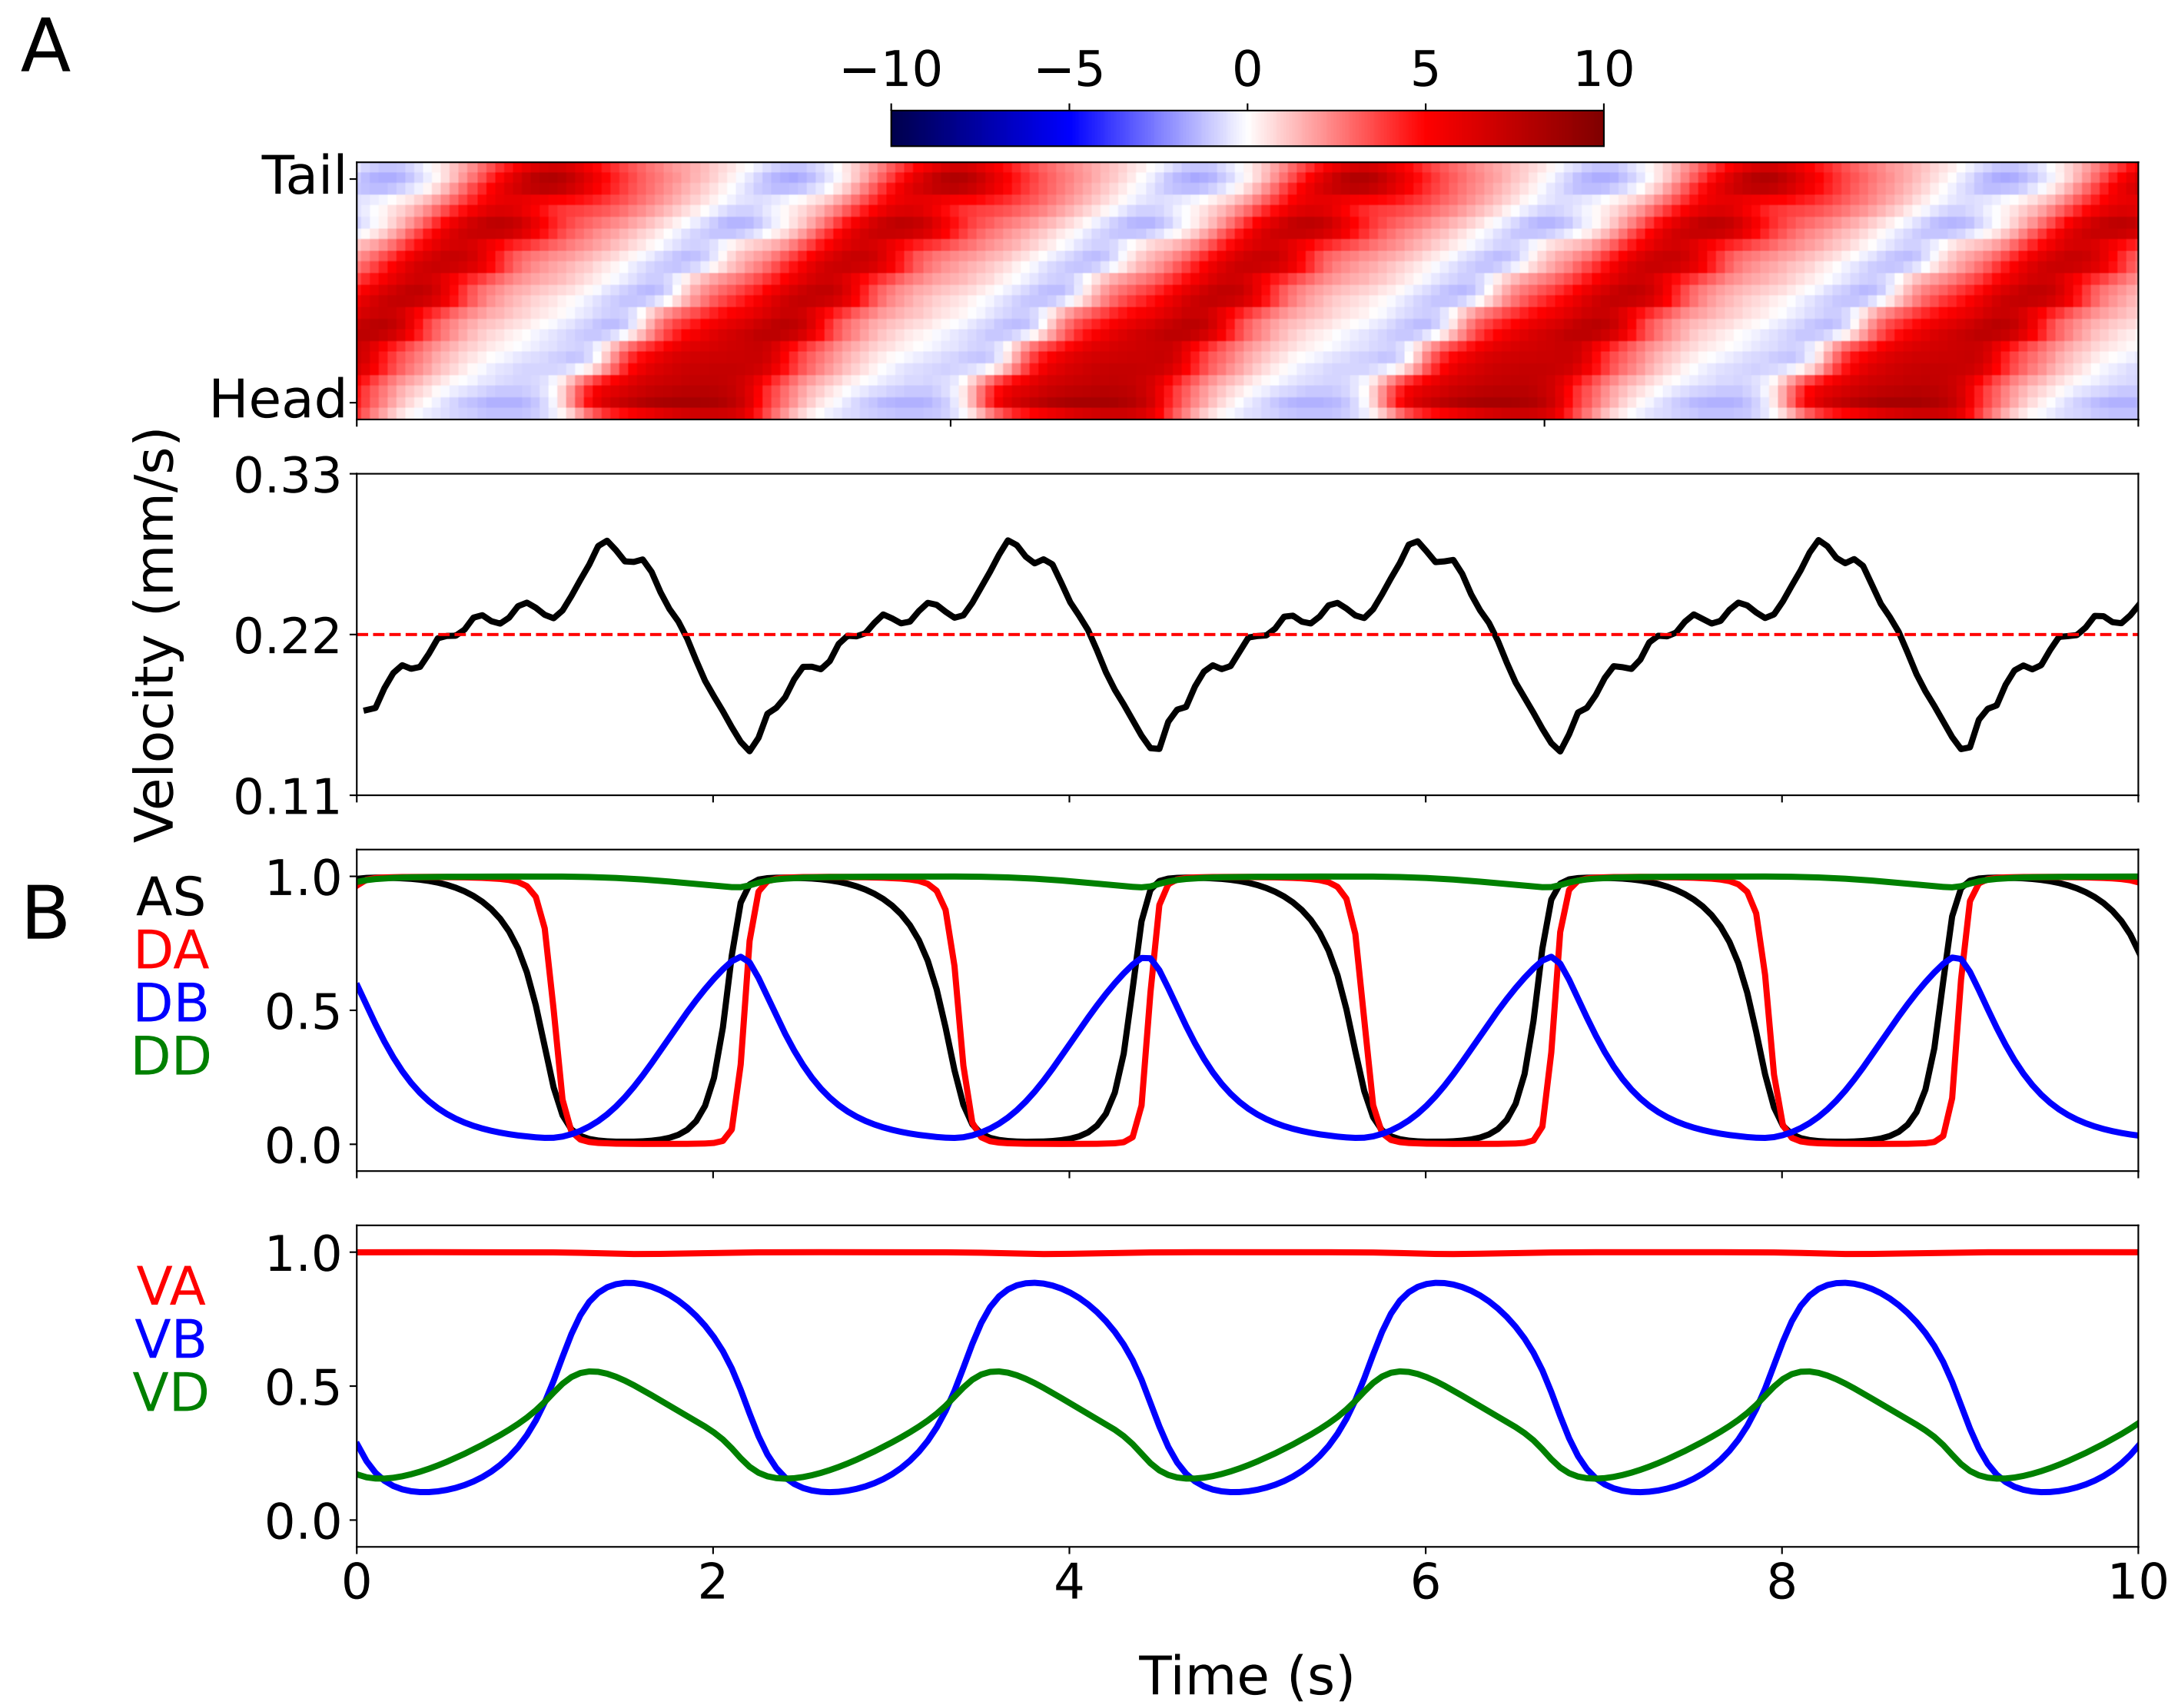 A
−10 −5 0 5 10
Tail
Head
Velocity (mm/s)
0.33
0.22
0.11
B
AS
DA
DB
DD
1.0
0.5
0.0
VA
VB
VD
1.0
0.5
0.0
0 2 4 6 8 10
Time (s)